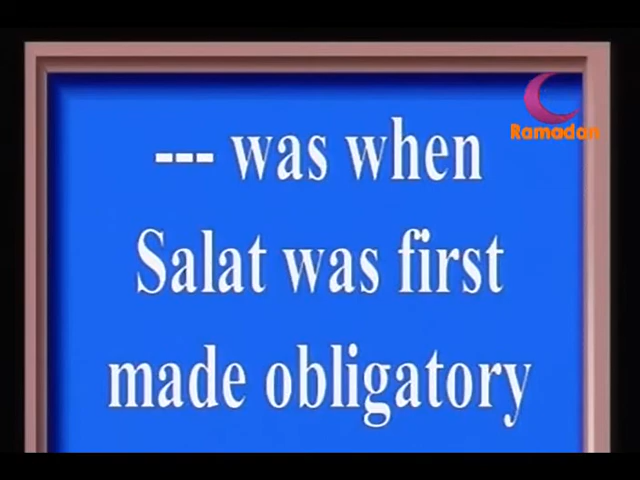 Ramadan
--- was when
Salat was first
made obligatory